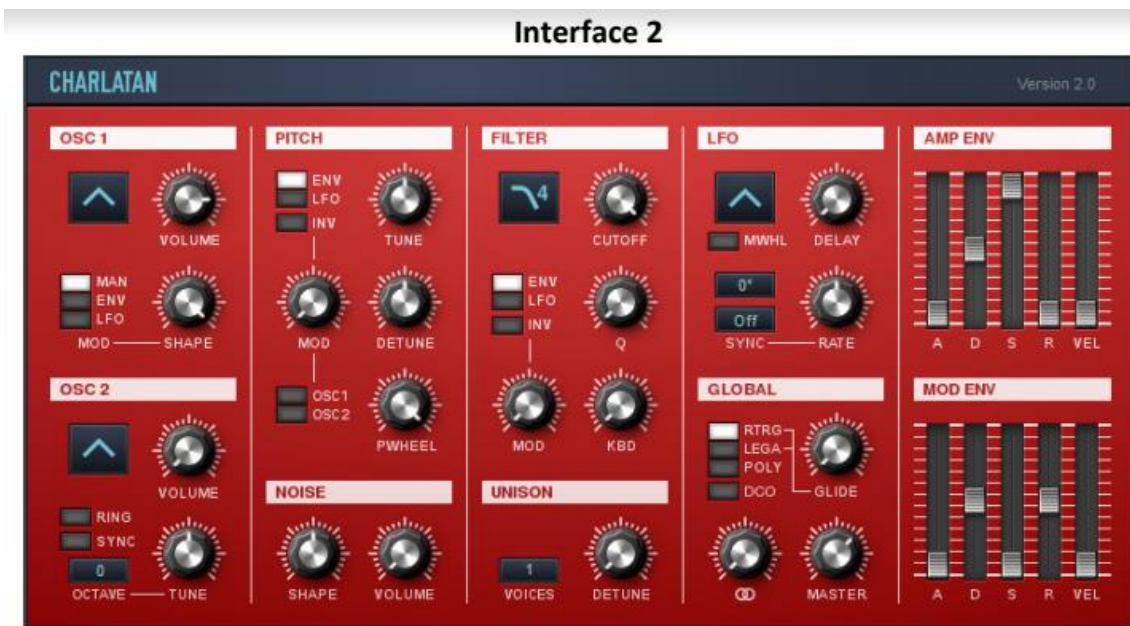 Interface 2
CHARLATAN
Version 2.0
OSC 1
VOLUME
MAN
ENV
LFO
MOD
SHAPE
OSC 2
VOLUME
RING
SYNC
0
OCTAVE
TUNE
PITCH
ENV
LFO
INV
TUNE
MOD
DETUNE
OSC1
OSC2
PWHEEL
NOISE
SHAPE
VOLUME
FILTER
4
CUTOFF
ENV
LFO
INV
Q
MOD
KBD
UNISON
1
VOICES
DETUNE
LFO
MWHL
DELAY
0°
Off
SYNC
RATE
GLOBAL
RTRG
LEGA
POLY
DCO
GLIDE
MASTER
AMP ENV
A D S R VEL
MOD ENV
A D S R VEL